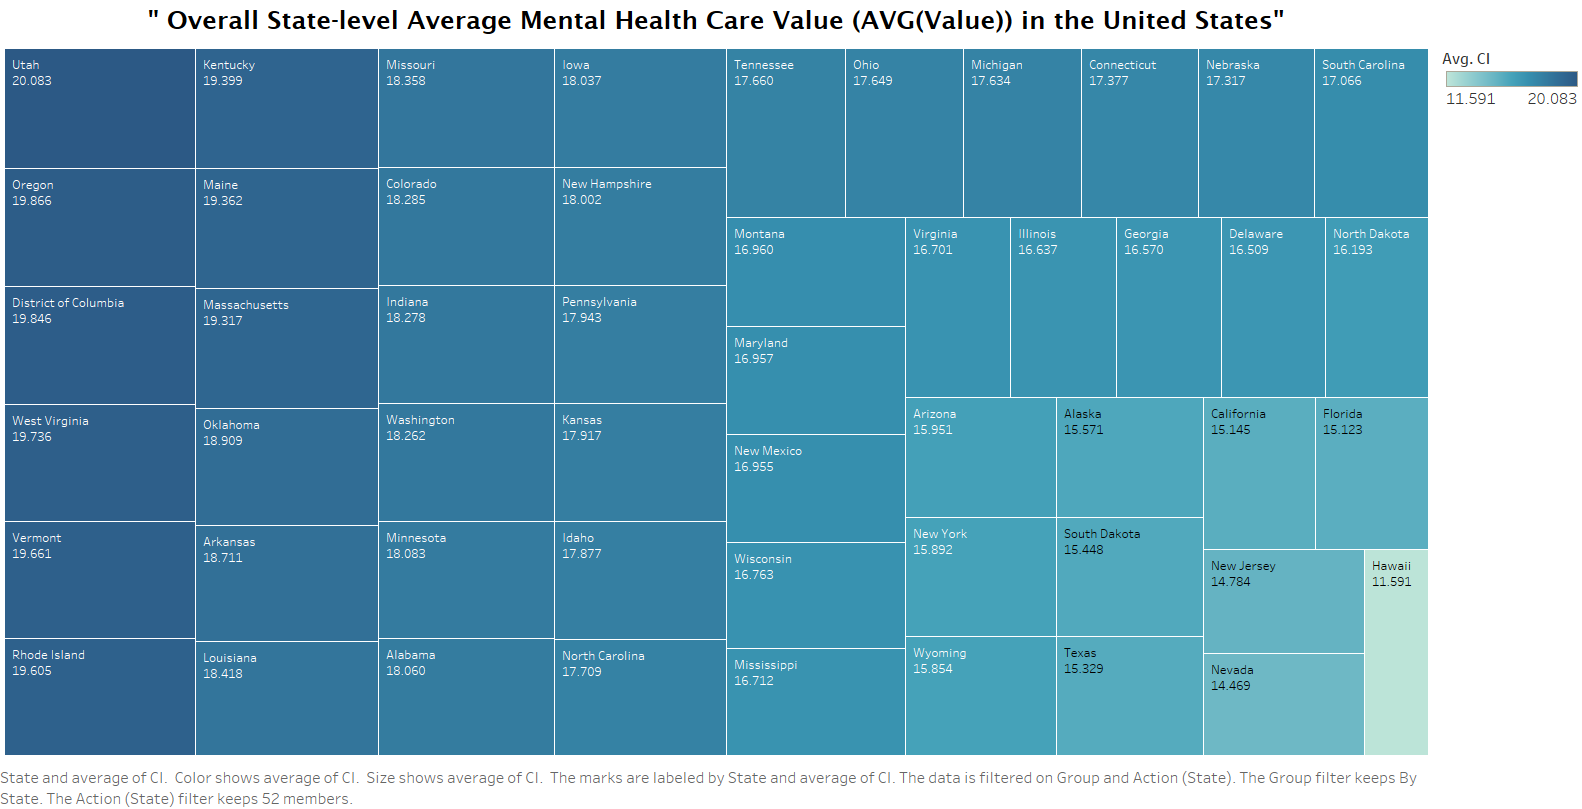 " Overall State-level Average Mental Health Care Value (AVG(Value)) in the United States"
Utah
20.083
Oregon
19.866
District of Columbia
19.846
West Virginia
19.736
Vermont
19.661
Rhode Island
19.605
Kentucky
19.399
Maine
19.362
Massachusetts
19.317
Oklahoma
18.909
Arkansas
18.711
Louisiana
18.418
Missouri
18.358
Colorado
18.285
Indiana
18.278
Washington
18.262
Minnesota
18.083
Alabama
18.060
Iowa
18.037
New Hampshire
18.002
Pennsylvania
17.943
Kansas
17.917
Idaho
17.877
North Carolina
17.709
Tennessee
17.660
Ohio
17.649
Michigan
17.634
Connecticut
17.377
Nebraska
17.317
South Carolina
17.066
Montana
16.960
Maryland
16.957
New Mexico
16.955
Wisconsin
16.763
Mississippi
16.712
Virginia
16.701
Illinois
16.637
Georgia
16.570
Delaware
16.509
North Dakota
16.193
Arizona
15.951
New York
15.892
Wyoming
15.854
Alaska
15.571
South Dakota
15.448
Texas
15.329
California
15.145
Florida
15.123
New Jersey
14.784
Nevada
14.469
Hawaii
11.591
Avg. CI
11.591 20.083
State and average of CI.  Color shows average of CI.  Size shows average of CI.  The marks are labeled by State and average of CI. The data is filtered on Group and Action (State). The Group filter keeps By
State. The Action (State) filter keeps 52 members.